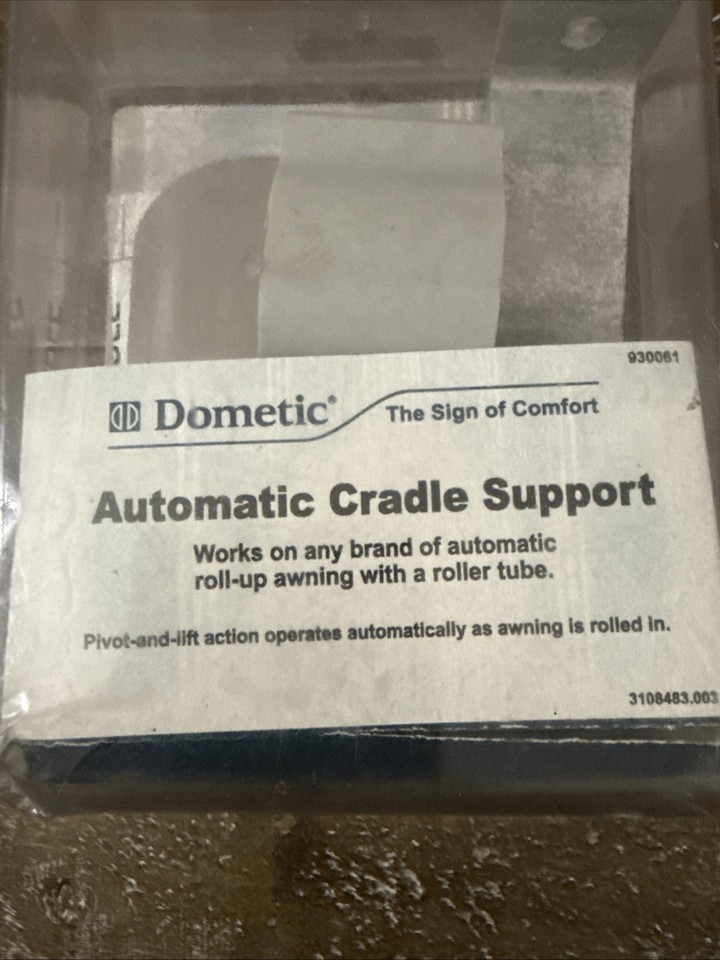 930061
Dometic®
The Sign of Comfort
Automatic Cradle Support
Works on any brand of automatic
roll-up awning with a roller tube.
Pivot-and-lift action operates automatically as awning is rolled in.
3108483.003